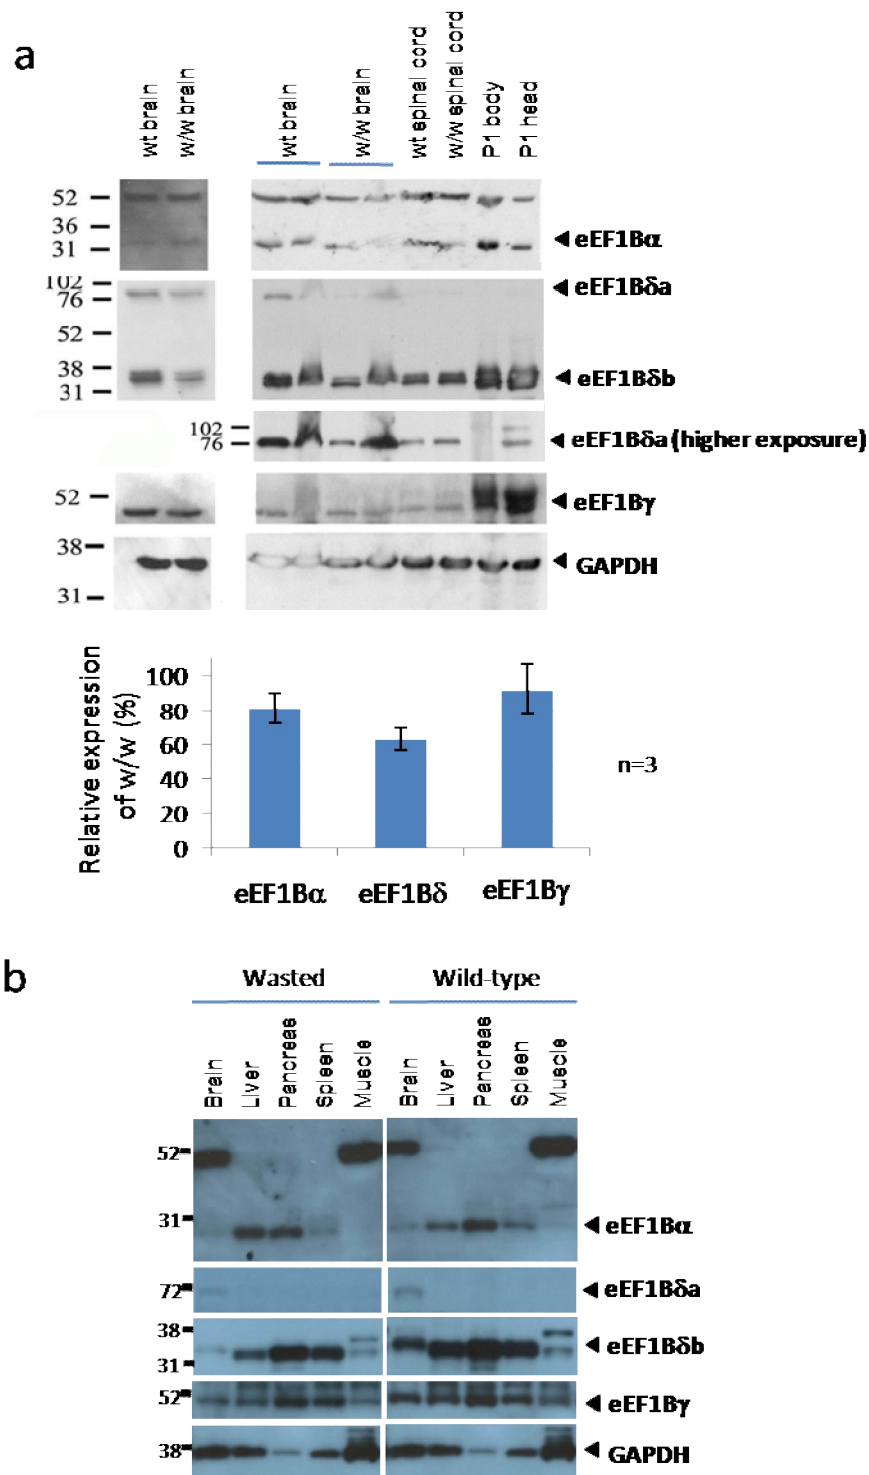 a
wt brain
w/w brain
wt brain
w/w brain
wt spinal cord
w/w spinal cord
P1 body
P1 head
52
36
31
eEF1Bα
102
76
52
38
31
eEF1Bδa
eEF1Bδb
102
76
eEF1Bδa (higher exposure)
52
eEF1Bγ
38
31
GAPDH
Relative expression
of w/w (%)
100
80
60
40
20
0
eEF1Bα eEF1Bδ eEF1Bγ
n=3
b
Wasted Wild-type
Brain
Liver
Pancreas
Spleen
Muscle
Brain
Liver
Pancreas
Spleen
Muscle
52
31
eEF1Bα
72
eEF1Bδa
38
31
eEF1Bδb
52
eEF1Bγ
38
GAPDH